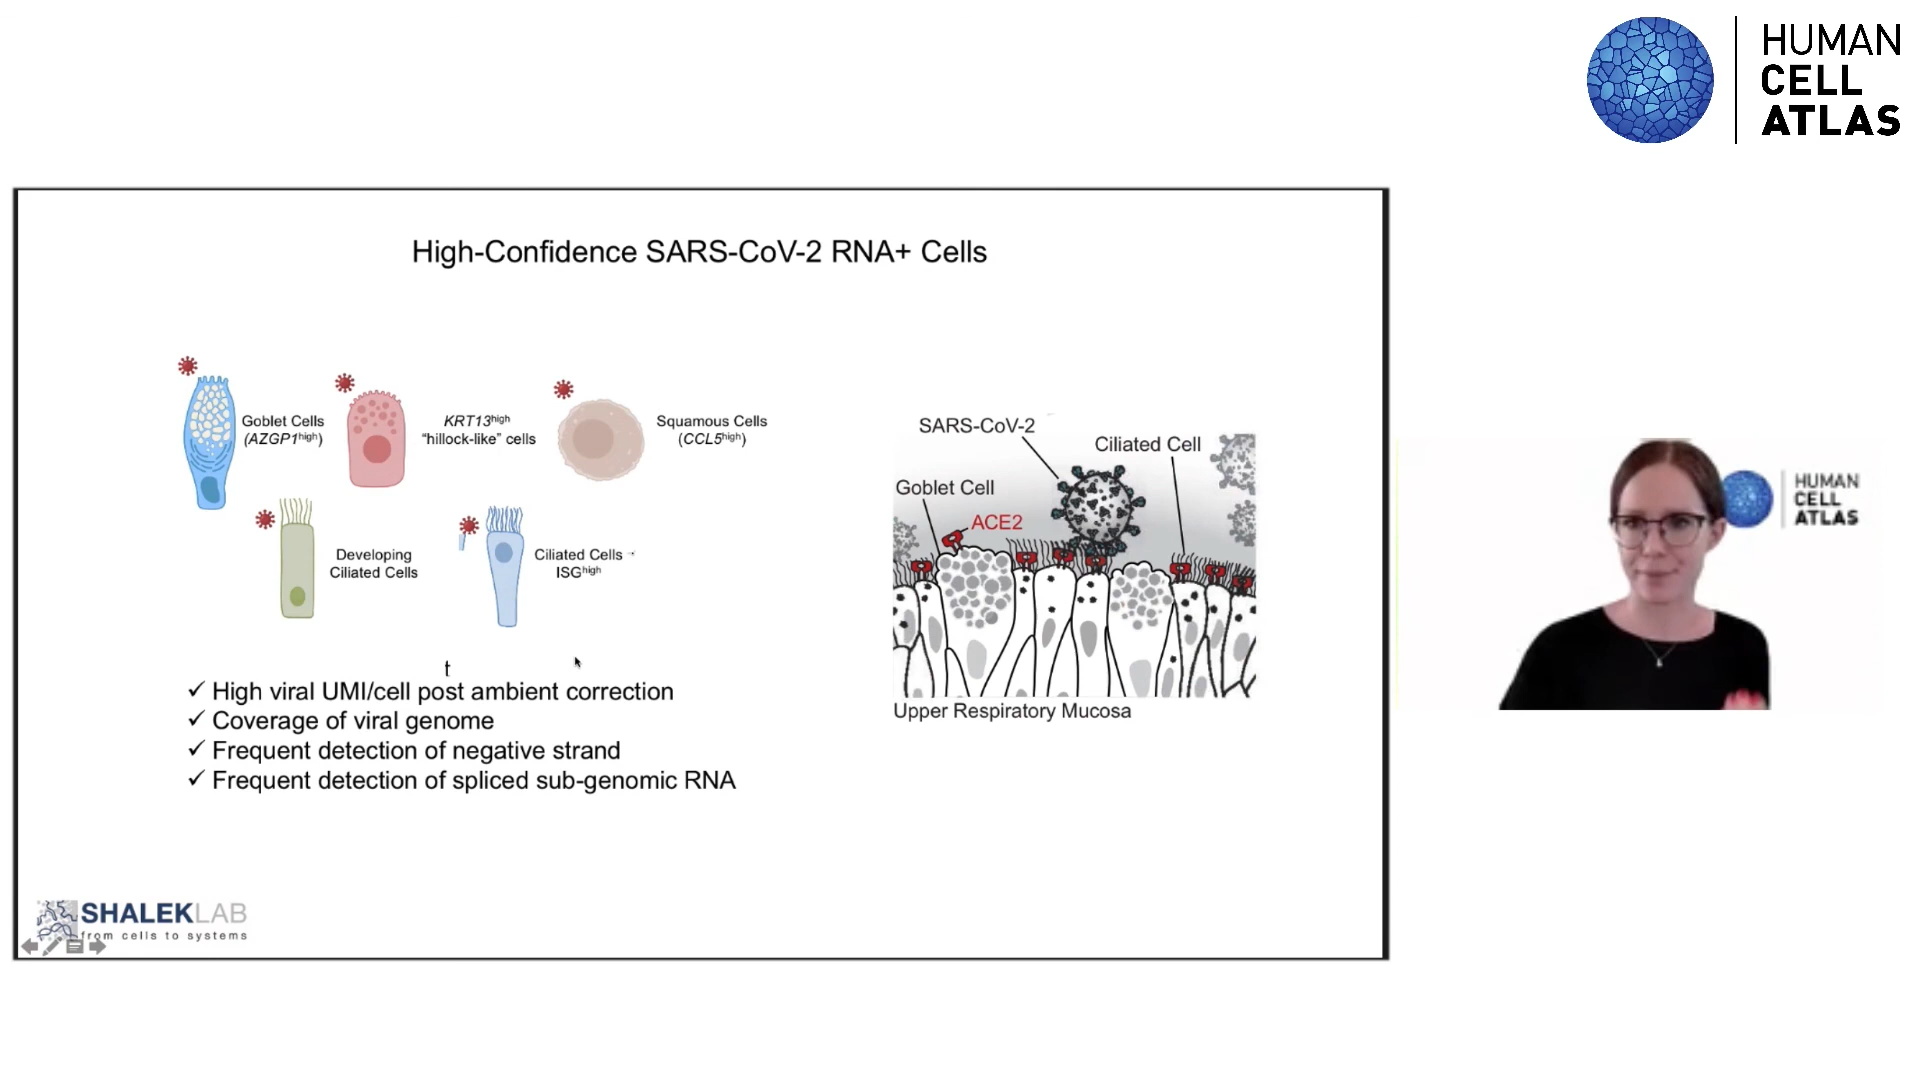 HUMAN
CELL
ATLAS
High-Confidence SARS-CoV-2 RNA+ Cells
Goblet Cells
(AZGP1high)
KRT13high
“hillock-like” cells
Squamous Cells
(CCL5high)
Developing
Ciliated Cells
Ciliated Cells
ISGhigh
t
✓ High viral UMI/cell post ambient correction
✓ Coverage of viral genome
✓ Frequent detection of negative strand
✓ Frequent detection of spliced sub-genomic RNA
SARS-CoV-2
Ciliated Cell
Goblet Cell
ACE2
Upper Respiratory Mucosa
SHALEKLAB
from cells to systems
HUMAN
CELL
ATLAS